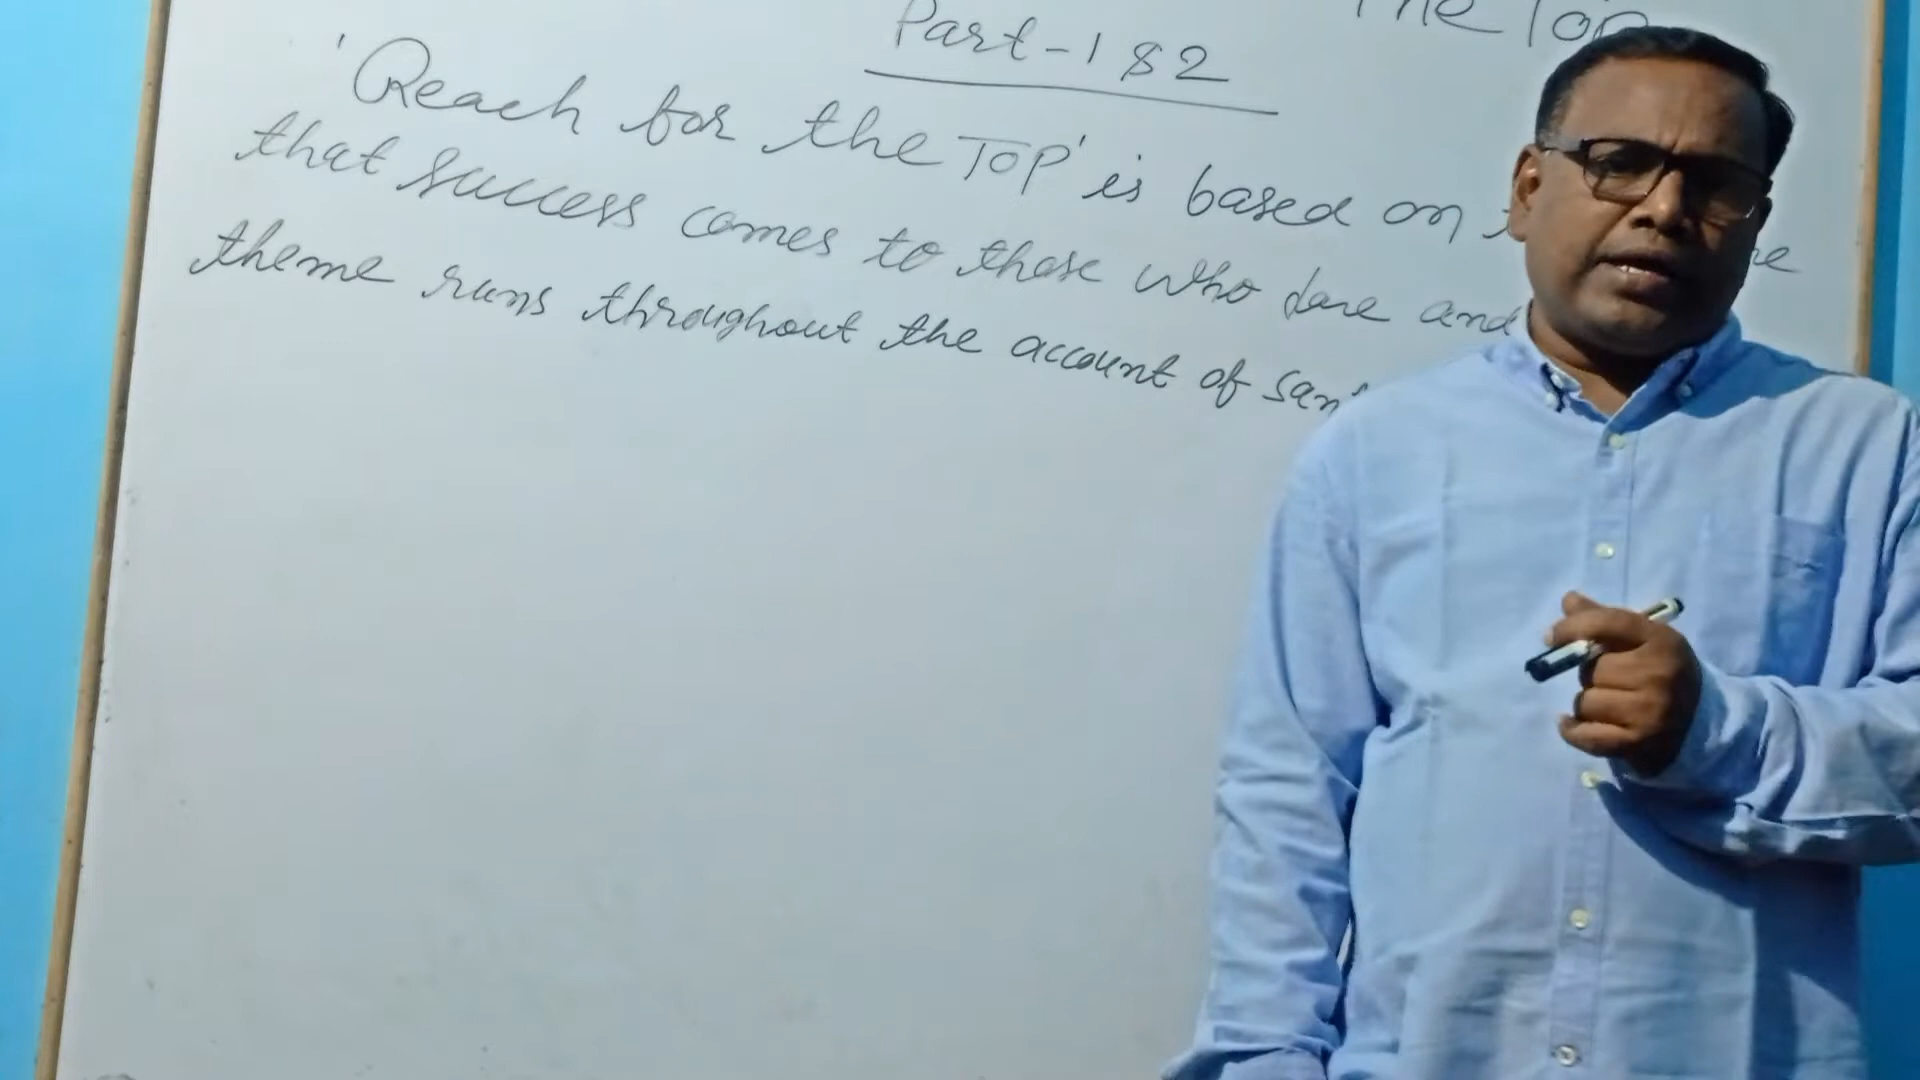 The Top
Part-1 & 2
'Reach for the Top' is based on
that success comes to those who dare and
theme runs throughout the account of